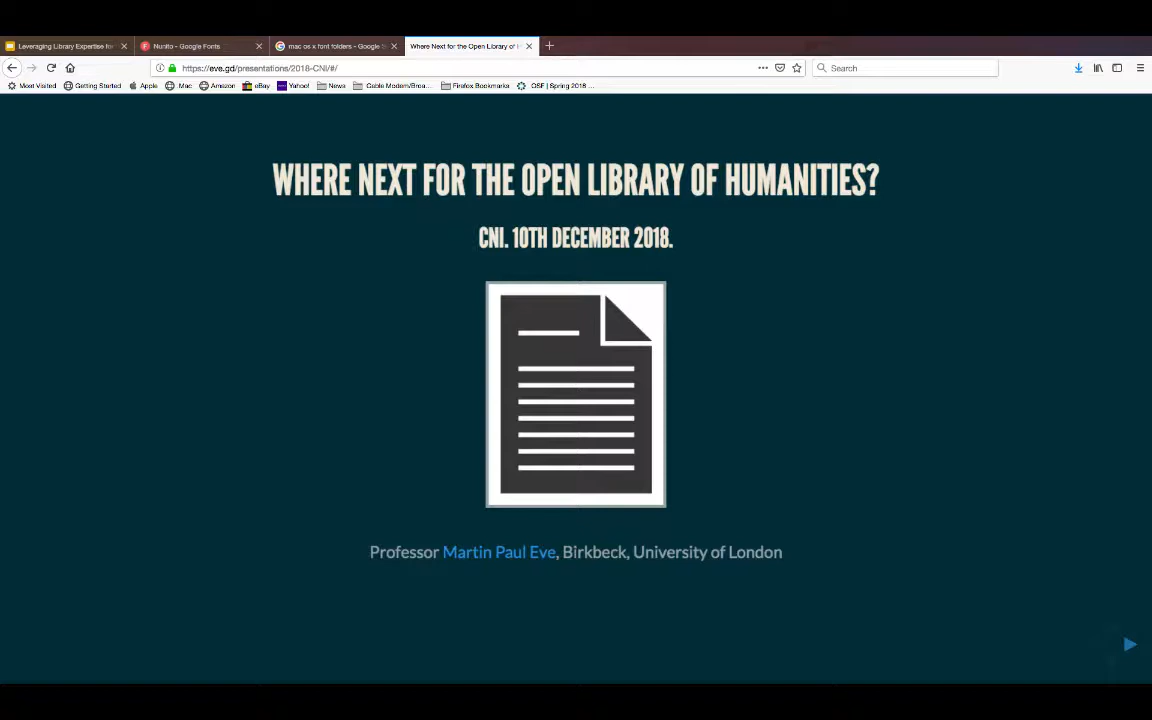 Leveraging Library Expertise for
Nunito - Google Fonts
mac os x font folders - Google S
Where Next for the Open Library of H
https://eve.gd/presentations/2018-CNI/#/
Search
Most Visited
Getting Started
Apple
Mac
Amazon
eBay
Yahoo!
News
Cable Modem/Broa...
Firefox Bookmarks
OSF | Spring 2018 ...
WHERE NEXT FOR THE OPEN LIBRARY OF HUMANITIES?
CNI. 10TH DECEMBER 2018.
Professor Martin Paul Eve, Birkbeck, University of London